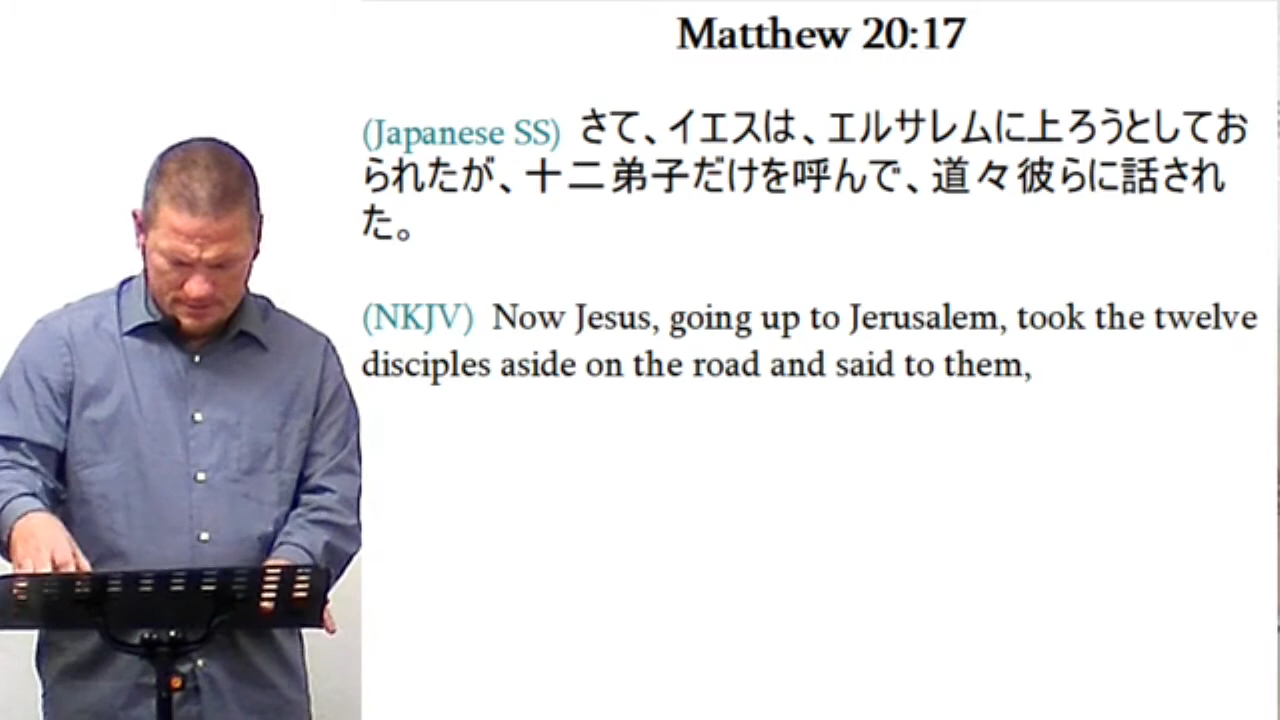 Matthew 20:17
(Japanese SS) さて、イエスは、エルサレムに上ろうとしてお
られたが、十二弟子だけを呼んで、道々彼らに話され
た。
(NKJV) Now Jesus, going up to Jerusalem, took the twelve
disciples aside on the road and said to them,